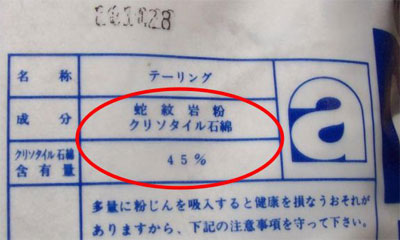 名称 テーリング
成分 蛇紋岩粉
クリソタイル石綿
クリソタイル石綿
含有量 45%
a
多量に粉じんを吸入すると健康を損なうおそれが
ありますから、下記の注意事項を守って下さい。